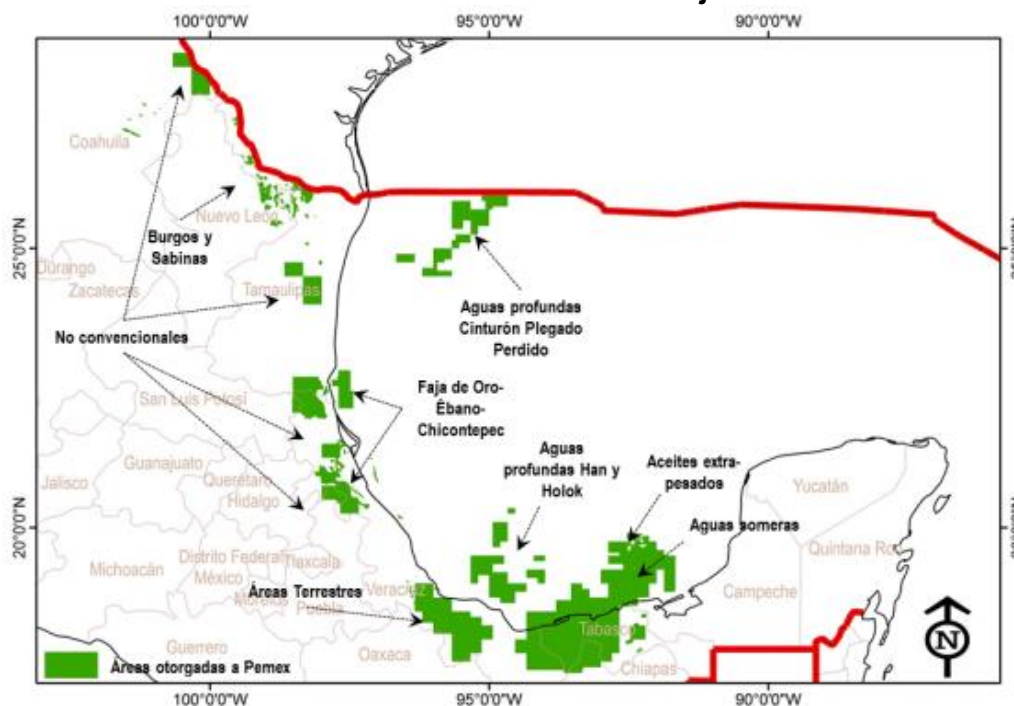 100°0'0"O
95°0'0"O
90°0'0"O
Coahuila
Nuevo León
Burgos y
Sabinas
25°0'0"N
Durango
Zacatecas
Tamaulipas
Aguas profundas
Cinturón Plegado
Perdido
No convencionales
San Luis Potosí
Faja de Oro-
Êbano-
Chicontepec
Guanajuato
Querétaro
Hidalgo
Jalisco
Aguas
profundas Han y
Holok
Aceites extra-
pesados
Yucatán
20°0'0"N
Aguas someras
Quintana Ro
Distrito Federal
Tlaxcala
Michoacán
México
Morelos
Puebla
Áreas Terrestres
Veracruz
Campeche
Tabasco
Guerrero
Oaxaca
Chiapas
N
Áreas otorgadas a Pemex
100°0'0"O
95°0'0"O
90°0'0"O